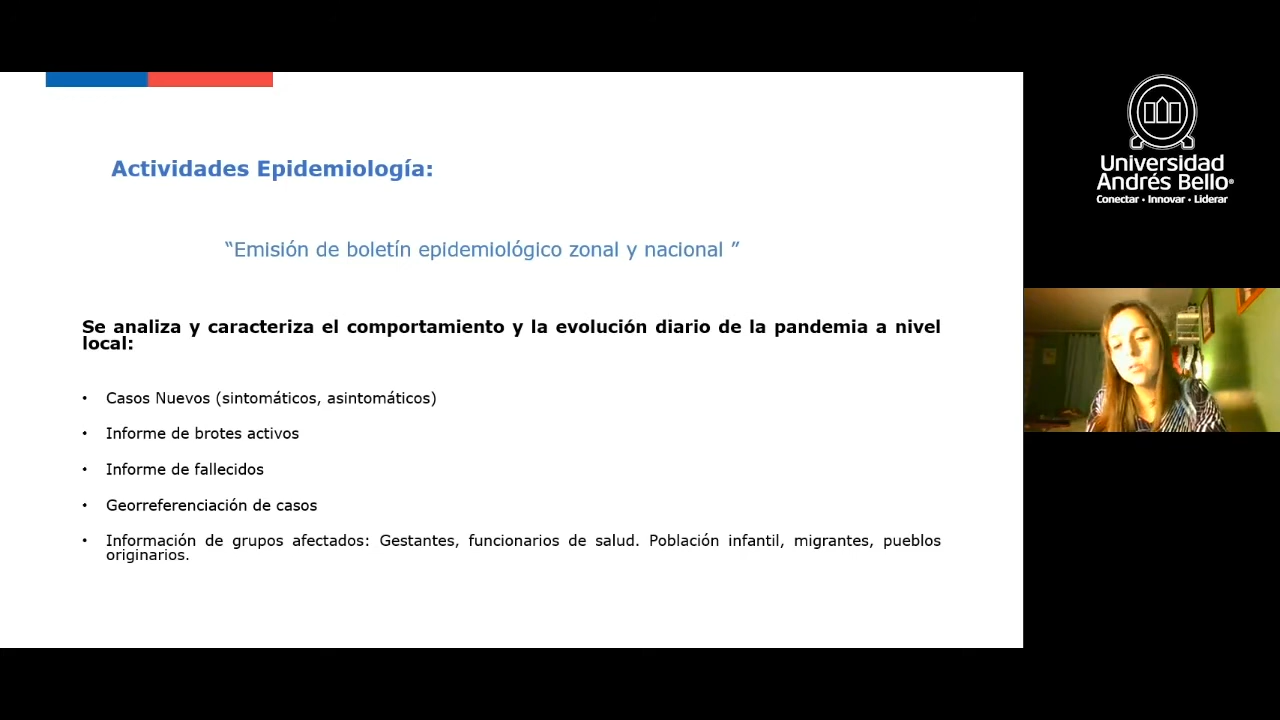 Actividades Epidemiología:
“Emisión de boletín epidemiológico zonal y nacional ”
Se analiza y caracteriza el comportamiento y la evolución diario de la pandemia a nivel
local:
• Casos Nuevos (sintomáticos, asintomáticos)
• Informe de brotes activos
• Informe de fallecidos
• Georreferenciación de casos
• Información de grupos afectados: Gestantes, funcionarios de salud. Población infantil, migrantes, pueblos
originarios.
Universidad
Andrés Bello®
Conectar • Innovar • Liderar